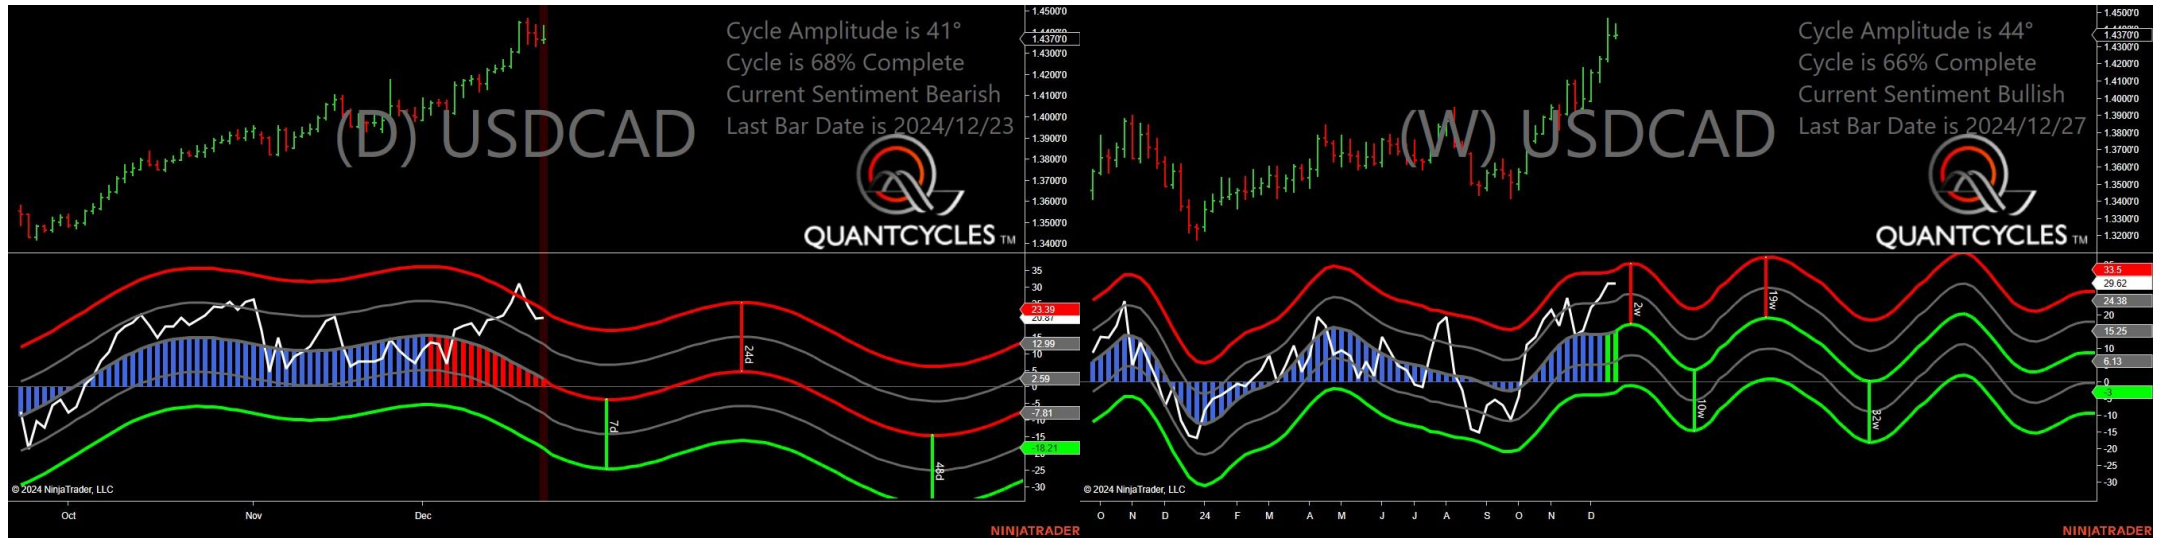 Cycle Amplitude is 41°
Cycle is 68% Complete
Current Sentiment Bearish
Last Bar Date is 2024/12/23
(D) USDCAD
QUANTCYCLES TM
1.4500'0
1.4370'0
1.4300'0
1.4200'0
1.4100'0
1.4000'0
1.3900'0
1.3800'0
1.3700'0
1.3600'0
1.3500'0
1.3400'0
35
30
23.39
20.87
15
12.99
10
5
2.59
-7.81
-15
-18.21
-25
-30
7d
24d
48d
© 2024 NinjaTrader, LLC
Oct Nov Dec
NINJATRADER
Cycle Amplitude is 44°
Cycle is 66% Complete
Current Sentiment Bullish
Last Bar Date is 2024/12/27
(W) USDCAD
QUANTCYCLES TM
1.4500'0
1.4370'0
1.4300'0
1.4200'0
1.4100'0
1.4000'0
1.3900'0
1.3800'0
1.3700'0
1.3600'0
1.3500'0
1.3400'0
1.3300'0
1.3200'0
33.5
29.62
24.38
20
15.25
10
6.13
0
-10
-15
-20
-25
-30
2w
10w
19w
32w
© 2024 NinjaTrader, LLC
O N D 24 F M A M J J A S O N D
NINJATRADER